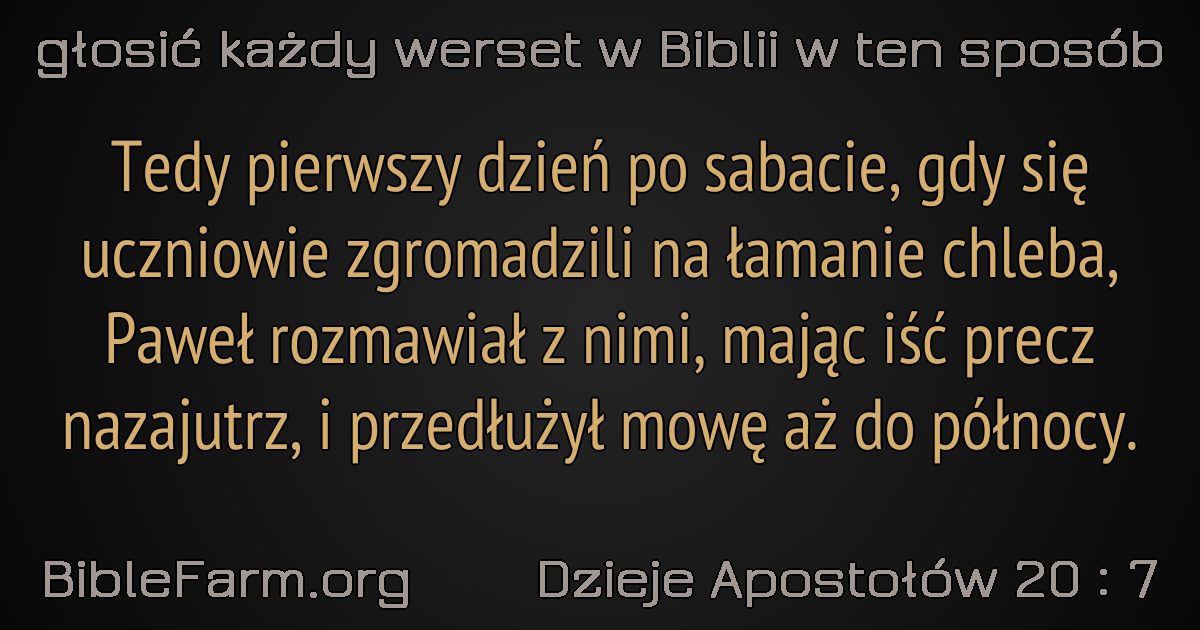 głosić każdy werset w Biblii w ten sposób
Tedy pierwszy dzień po sabacie, gdy się
uczniowie zgromadzili na łamanie chleba,
Paweł rozmawiał z nimi, mając iść precz
nazajutrz, i przedłużył mowę aż do północy.
BibleFarm.org Dzieje Apostołów 20 : 7